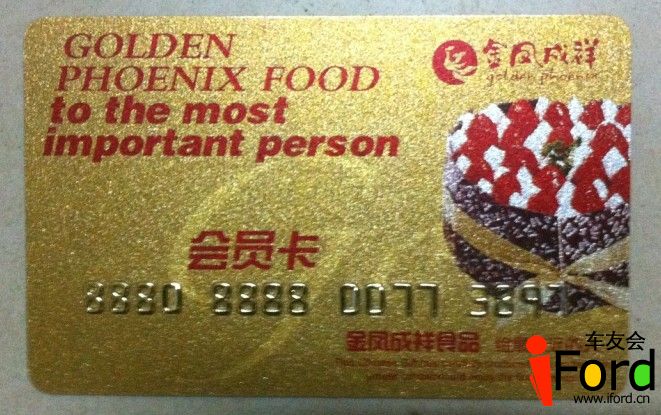 GOLDEN
PHOENIX FOOD
to the most
important person
金凤成祥
golden phoenix
会员卡
8880 8888 0077 3897
金凤成祥食品
车友会
iFord
www.iford.cn